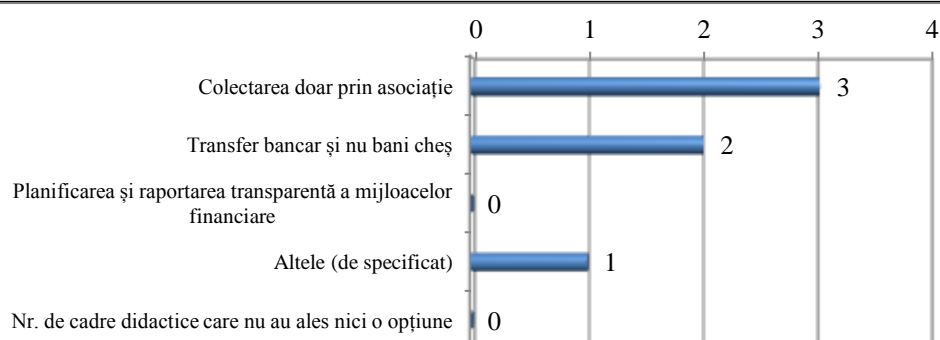 0 1 2 3 4
Colectarea doar prin asociație 3
Transfer bancar și nu bani cheș 2
Planificarea și raportarea transparentă a mijloacelor
financiare 0
Altele (de specificat) 1
Nr. de cadre didactice care nu au ales nici o opțiune 0